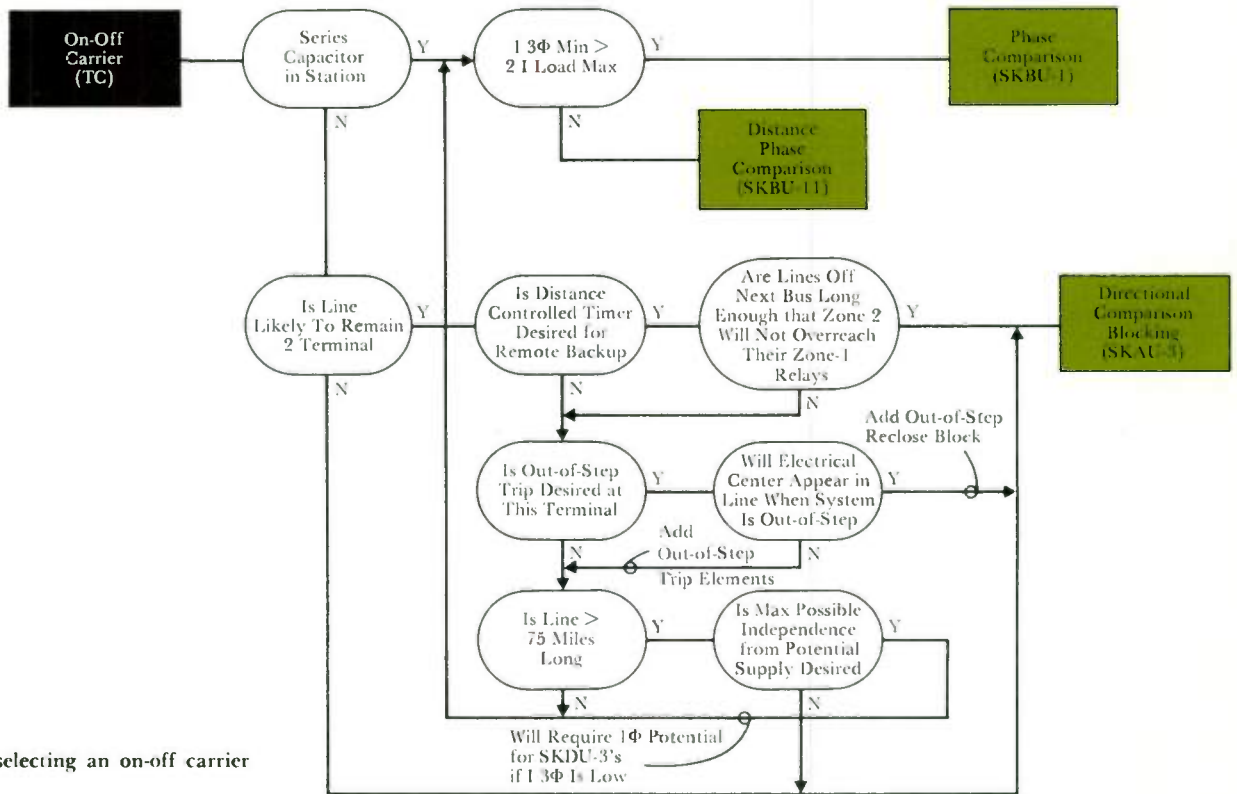 On-Off
Carrier
(TC)
Series
Capacitor
in Station
Y
N
I 3Φ Min >
2 I Load Max
Y
N
Phase
Comparison
(SKBU-1)
Distance
Phase
Comparison
(SKBU-11)
Is Line
Likely To Remain
2 Terminal
Y
N
Is Distance
Controlled Timer
Desired for
Remote Backup
Y
N
Are Lines Off
Next Bus Long
Enough that Zone 2
Will Not Overreach
Their Zone-1
Relays
Y
N
Directional
Comparison
Blocking
(SKAU-3)
Add Out-of-Step
Reclose Block
Is Out-of-Step
Trip Desired at
This Terminal
Y
N
Will Electrical
Center Appear in
Line When System
Is Out-of-Step
Y
N
Add
Out-of-Step
Trip Elements
Is Line >
75 Miles
Long
Y
N
Is Max Possible
Independence
from Potential
Supply Desired
Y
N
Will Require 1Φ Potential
for SKDU-3's
if I 3Φ Is Low
selecting an on-off carrier